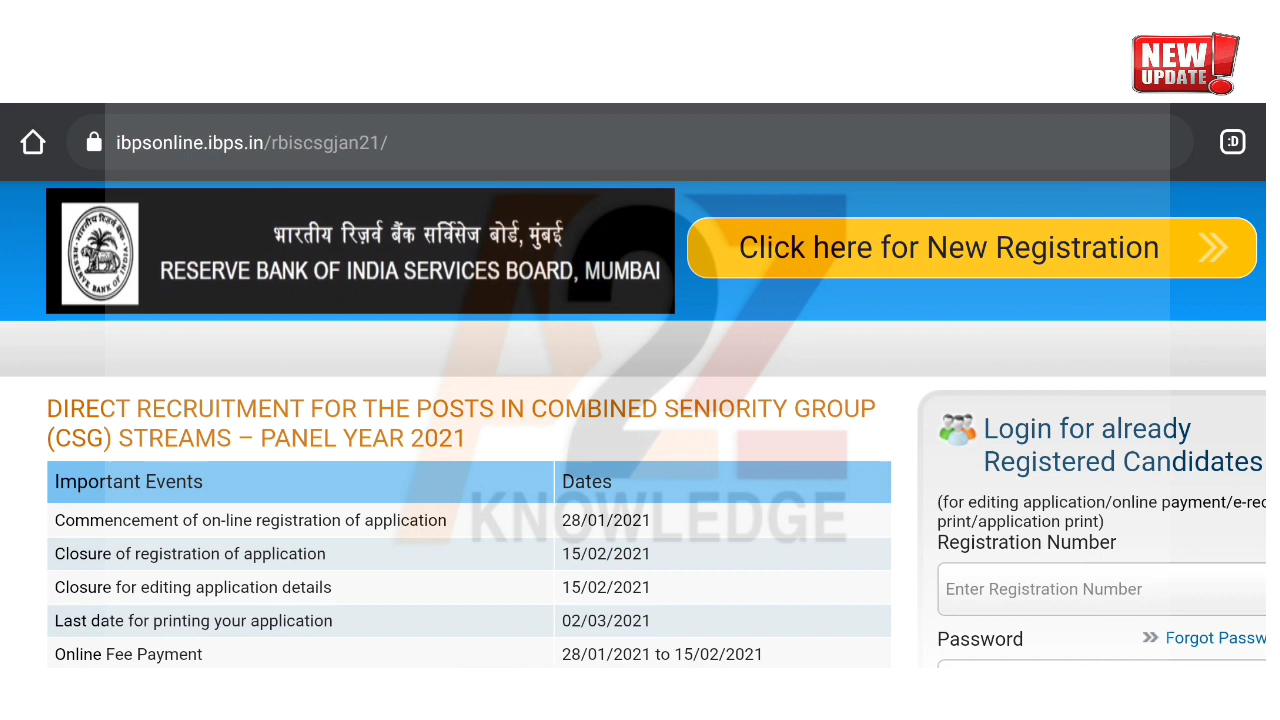 NEW
UPDATE
ibpsonline.ibps.in/rbiscsgjan21/
:D
भारतीय रिज़र्व बैंक सर्विसेज बोर्ड, मुंबई
RESERVE BANK OF INDIA SERVICES BOARD, MUMBAI
Click here for New Registration
A2Z
KNOWLEDGE
DIRECT RECRUITMENT FOR THE POSTS IN COMBINED SENIORITY GROUP
(CSG) STREAMS – PANEL YEAR 2021
Important Events Dates
Commencement of on-line registration of application 28/01/2021
Closure of registration of application 15/02/2021
Closure for editing application details 15/02/2021
Last date for printing your application 02/03/2021
Online Fee Payment 28/01/2021 to 15/02/2021
Login for already
Registered Candidates
(for editing application/online payment/e-rec
print/application print)
Registration Number
Enter Registration Number
Password Forgot Passw